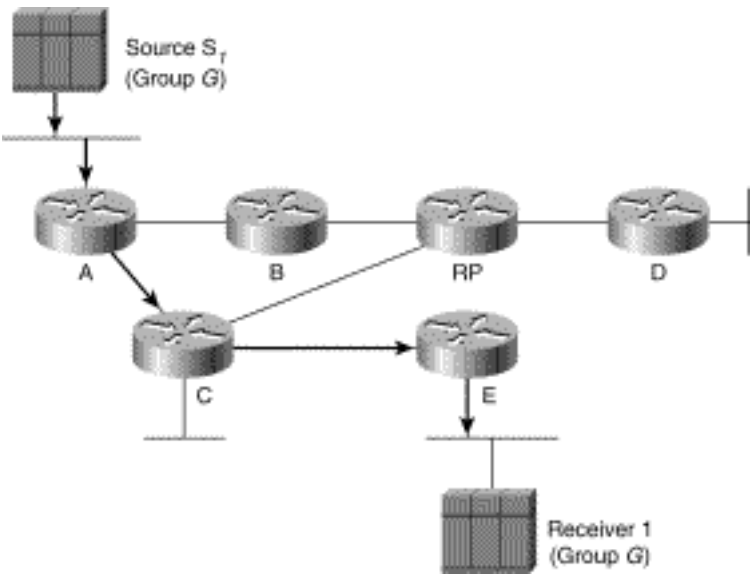 Source S₁
(Group G)
A
B
RP
D
C
E
Receiver 1
(Group G)